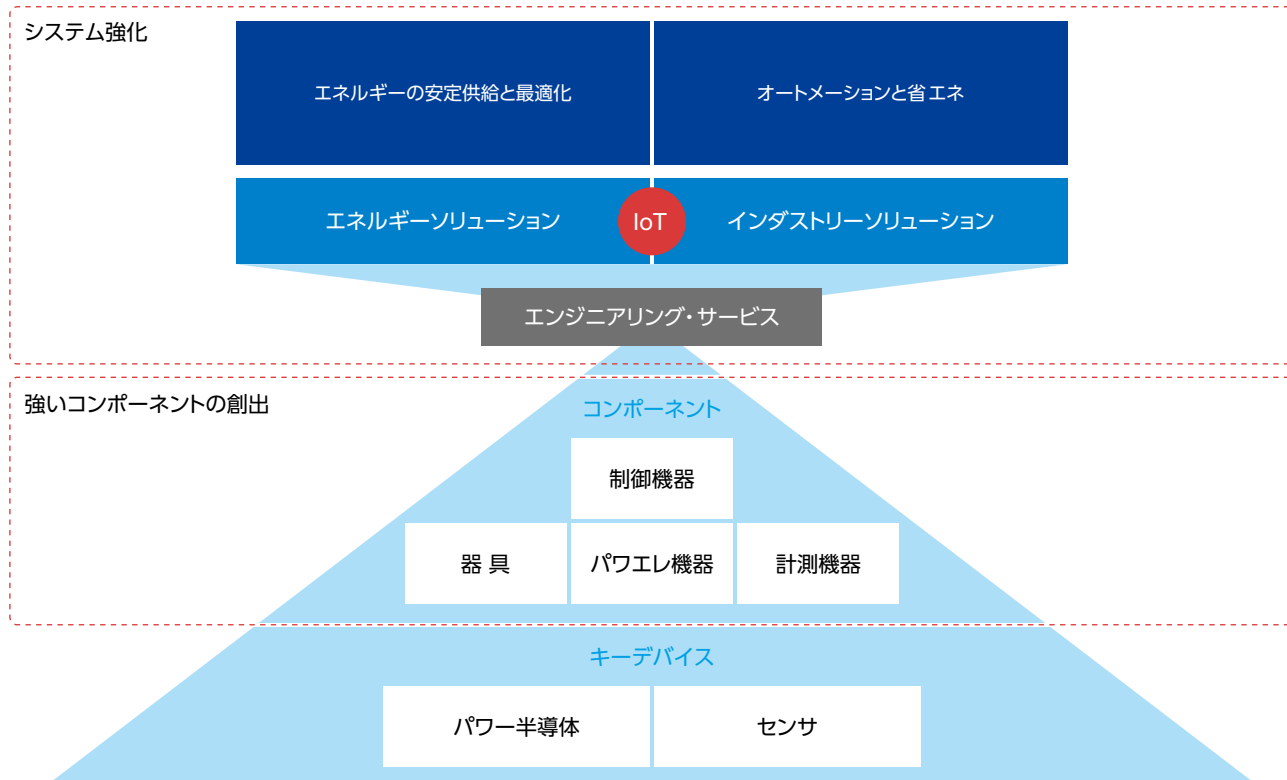 システム強化
エネルギーの安定供給と最適化
オートメーションと省エネ
エネルギーソリューション
IoT
インダストリーソリューション
エンジニアリング・サービス
強いコンポーネントの創出
コンポーネント
制御機器
器 具
パワエレ機器
計測機器
キーデバイス
パワー半導体
センサ